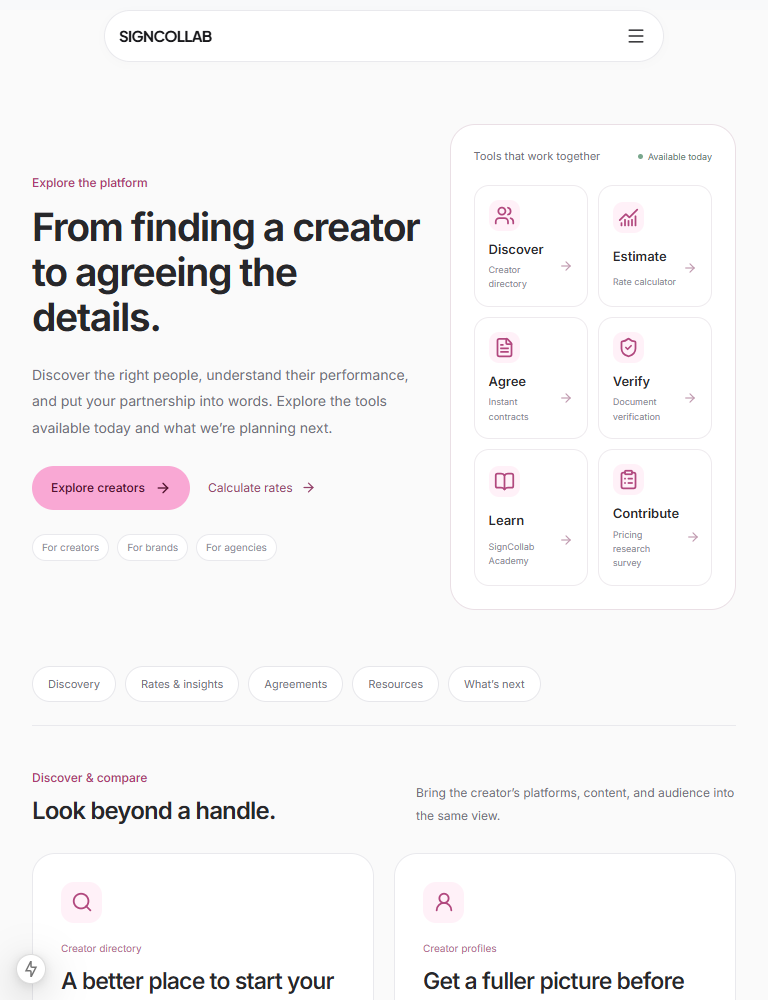 SIGNCOLLAB
Explore the platform
From finding a creator
to agreeing the
details.
Discover the right people, understand their performance,
and put your partnership into words. Explore the tools
available today and what we’re planning next.
Explore creators
Calculate rates
For creators
For brands
For agencies
Tools that work together
Available today
Discover
Creator
directory
Estimate
Rate calculator
Agree
Instant
contracts
Verify
Document
verification
Learn
SignCollab
Academy
Contribute
Pricing
research
survey
Discovery
Rates & insights
Agreements
Resources
What’s next
Discover & compare
Look beyond a handle.
Bring the creator’s platforms, content, and audience into
the same view.
Creator directory
A better place to start your
Creator profiles
Get a fuller picture before